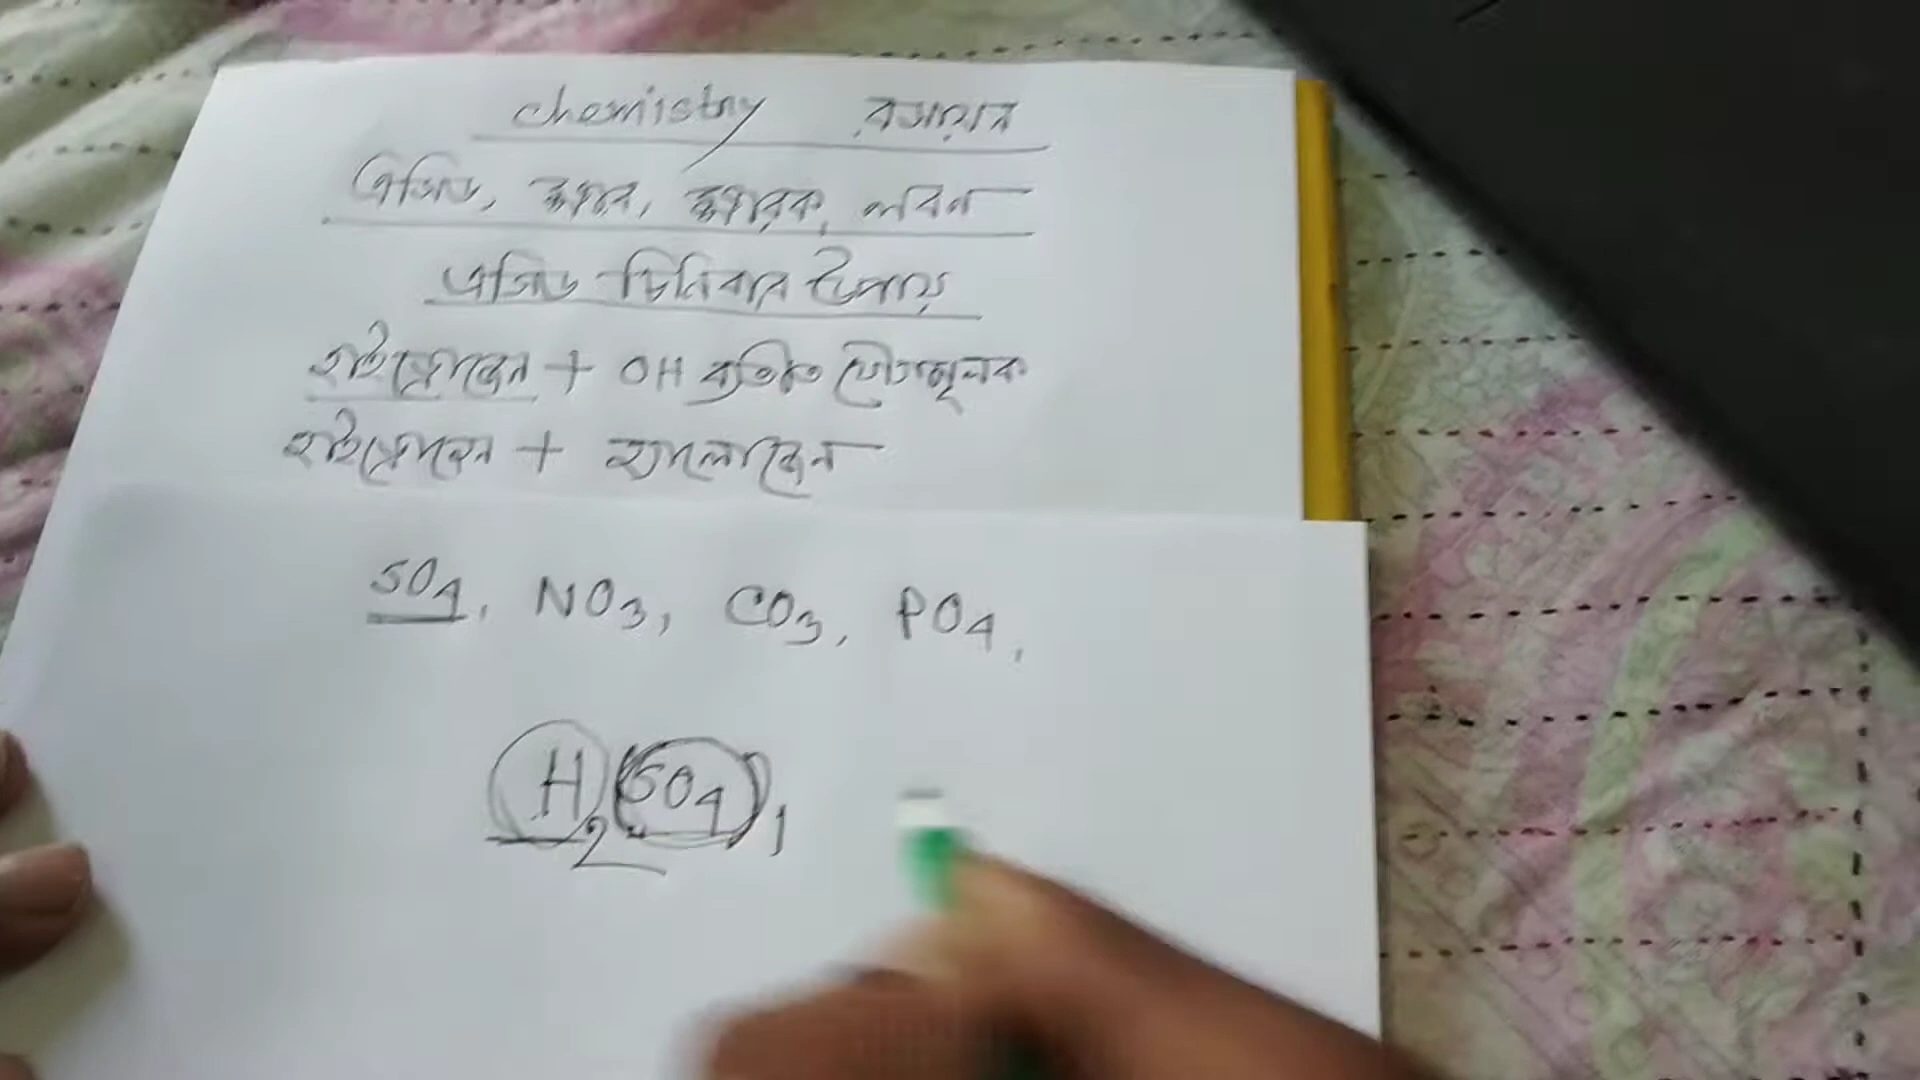 chemistry রসায়ন
এসিড, ক্ষার, ক্ষারক, লবন
এসিড চিনিবার উপায়
হাইড্রোজেন + OH ব্যতিত যৌগমূলক
হাইড্রোজেন + হ্যালোজেন
SO4, NO3, CO3, PO4,
H2(SO4)1